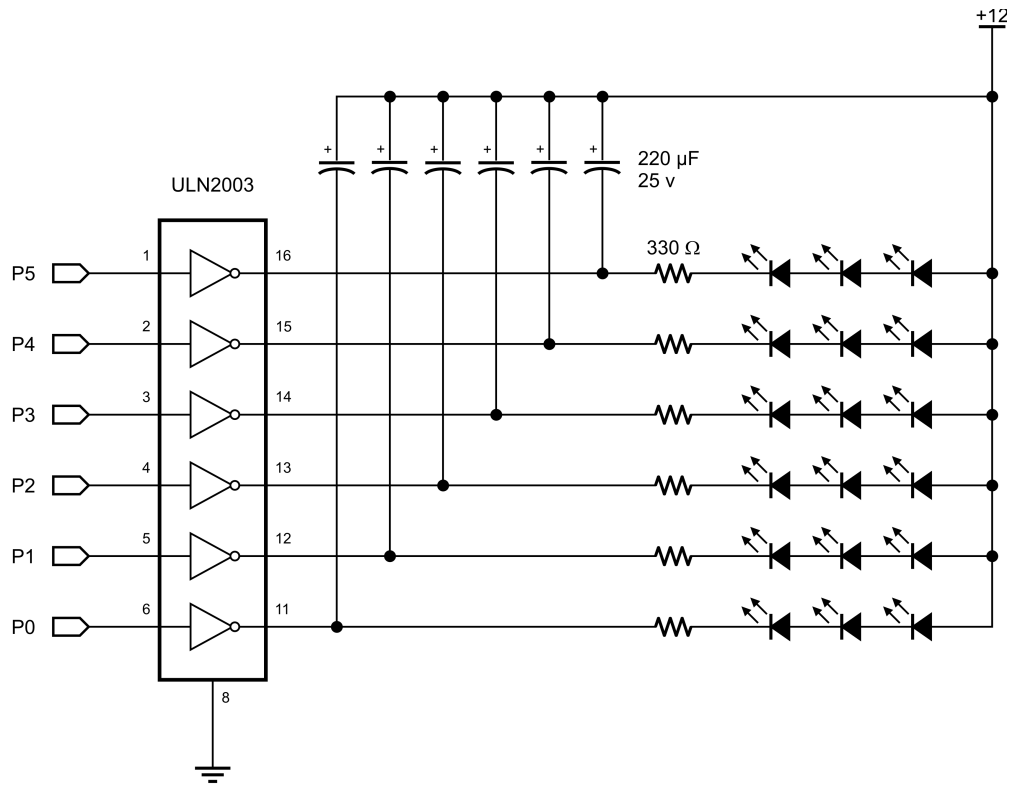 +12
+ + + + + +
220 µF
25 v
ULN2003
330 Ω
P5 1 16
P4 2 15
P3 3 14
P2 4 13
P1 5 12
P0 6 11
8